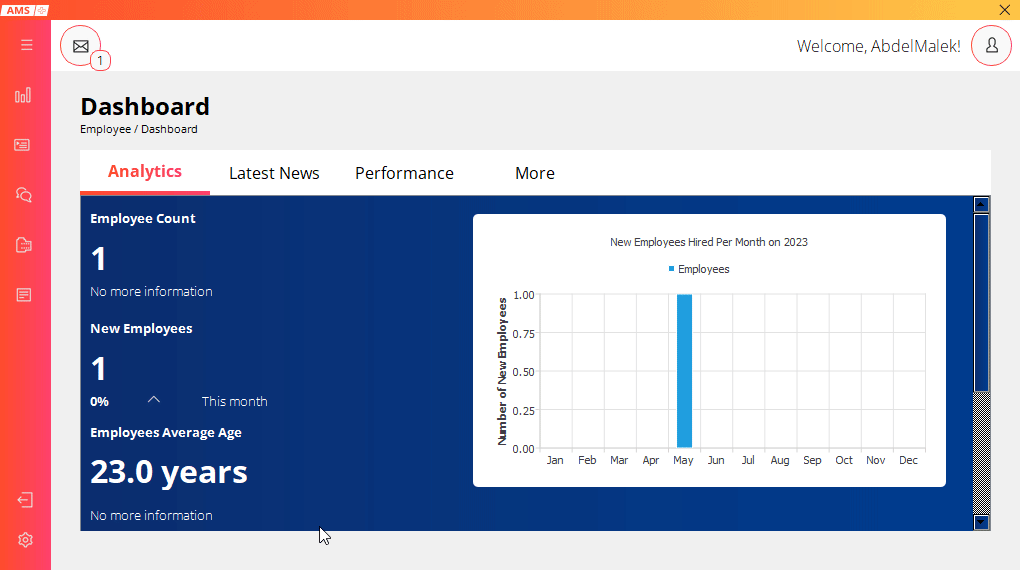 AMS
1
Welcome, AbdelMalek!
Dashboard
Employee / Dashboard
Analytics
Latest News
Performance
More
Employee Count
1
No more information
New Employees
1
0%
This month
Employees Average Age
23.0 years
No more information
New Employees Hired Per Month on 2023
Employees
Number of New Employees
1.00
0.75
0.50
0.25
0.00
Jan Feb Mar Apr May Jun Jul Aug Sep Oct Nov Dec